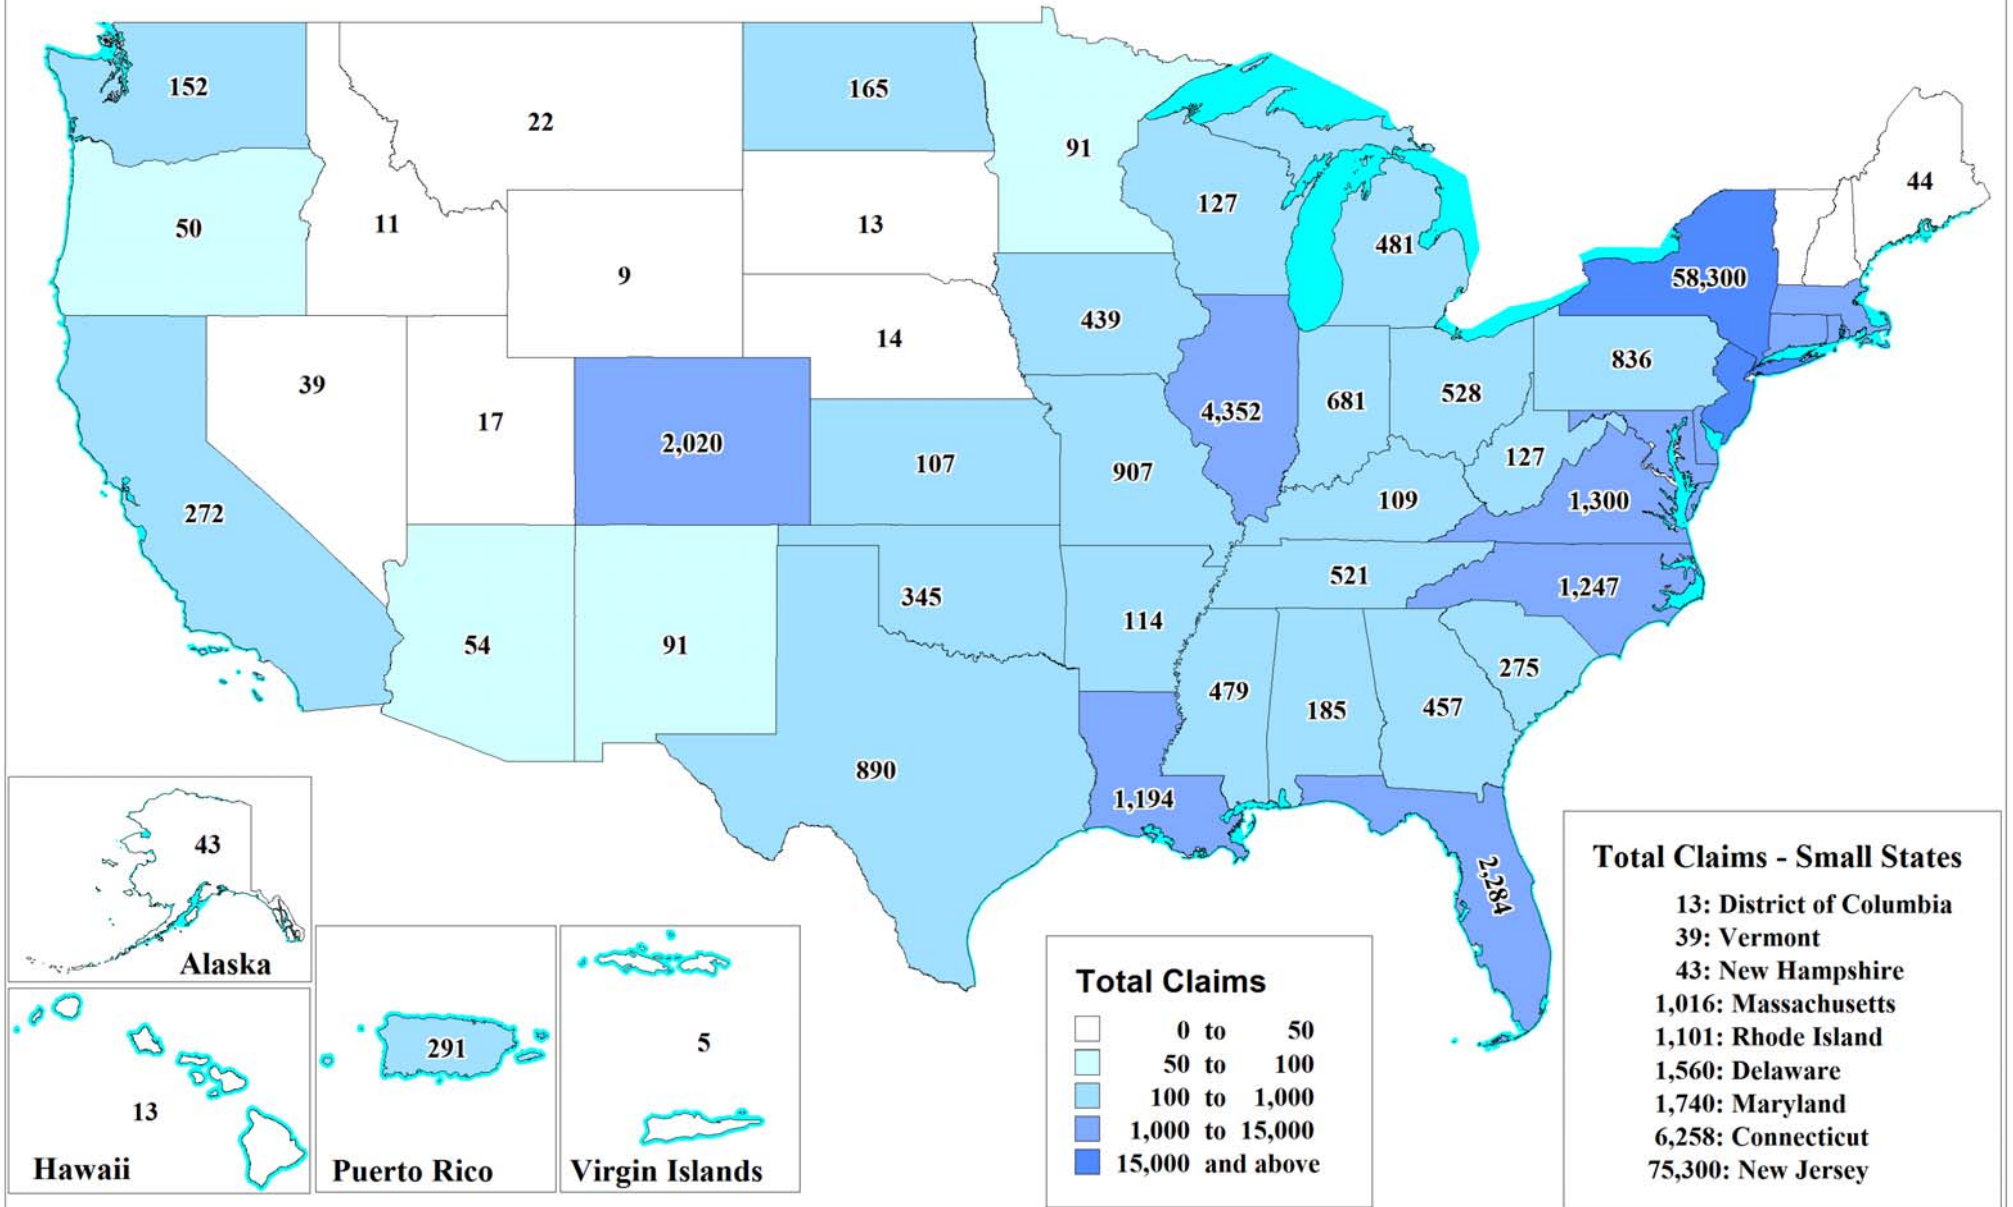 152
22
165
91
44
50
11
13
127
481
9
58,300
439
14
836
39
681
528
4,352
17
2,020
127
107
907
109
1,300
272
521
1,247
345
114
54
91
275
479
185
457
890
1,194
2,284
43
Alaska
13
Hawaii
291
Puerto Rico
5
Virgin Islands
Total Claims
0 to 50
50 to 100
100 to 1,000
1,000 to 15,000
15,000 and above
Total Claims - Small States
13: District of Columbia
39: Vermont
43: New Hampshire
1,016: Massachusetts
1,101: Rhode Island
1,560: Delaware
1,740: Maryland
6,258: Connecticut
75,300: New Jersey